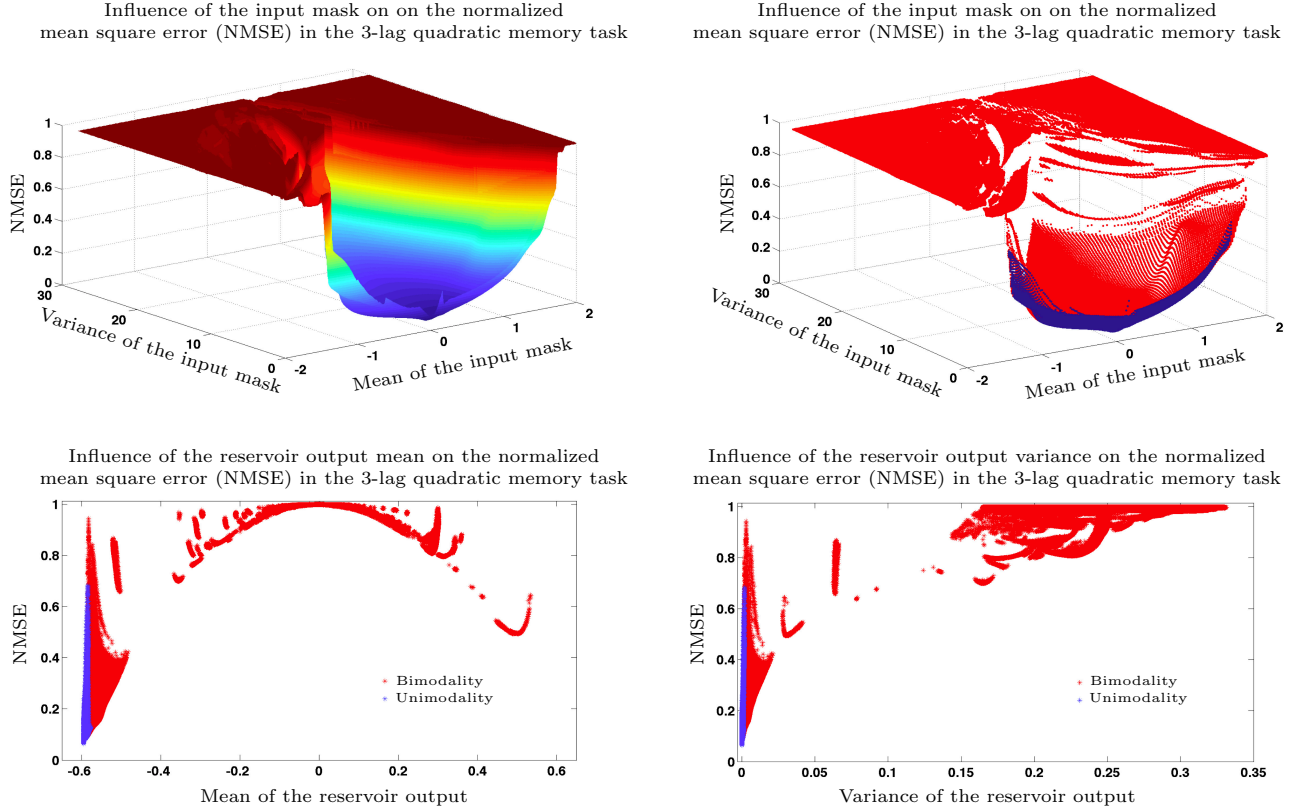 Influence of the input mask on on the normalized
mean square error (NMSE) in the 3-lag quadratic memory task
1
0.8
0.6
0.4
0.2
0
NMSE
30
20
10
0
Variance of the input mask
-2
-1
0
1
2
Mean of the input mask
Influence of the input mask on on the normalized
mean square error (NMSE) in the 3-lag quadratic memory task
1
0.8
0.6
0.4
0.2
0
NMSE
30
20
10
0
Variance of the input mask
-2
-1
0
1
2
Mean of the input mask
Influence of the reservoir output mean on the normalized
mean square error (NMSE) in the 3-lag quadratic memory task
1
0.8
0.6
0.4
0.2
0
NMSE
Bimodality
Unimodality
-0.6
-0.4
-0.2
0
0.2
0.4
0.6
Mean of the reservoir output
Influence of the reservoir output variance on the normalized
mean square error (NMSE) in the 3-lag quadratic memory task
1
0.8
0.6
0.4
0.2
0
NMSE
Bimodality
Unimodality
0
0.05
0.1
0.15
0.2
0.25
0.3
0.35
Variance of the reservoir output